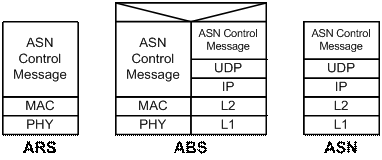 ASN
Control
Message
MAC
PHY
ARS
ASN
Control
Message
MAC
PHY
ASN Control
Message
UDP
IP
L2
L1
ABS
ASN Control
Message
UDP
IP
L2
L1
ASN